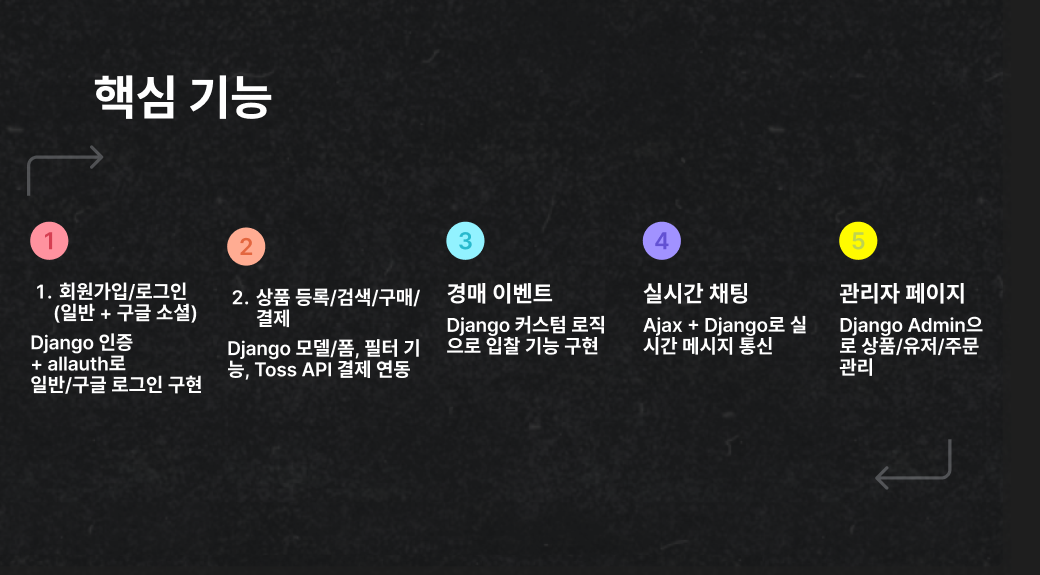 핵심 기능
1
1. 회원가입/로그인
(일반 + 구글 소셜)
Django 인증
+ allauth로
일반/구글 로그인 구현
2
2. 상품 등록/검색/구매/
결제
Django 모델/폼, 필터 기
능, Toss API 결제 연동
3
경매 이벤트
Django 커스텀 로직
으로 입찰 기능 구현
4
실시간 채팅
Ajax + Django로 실
시간 메시지 통신
5
관리자 페이지
Django Admin으
로 상품/유저/주문
관리